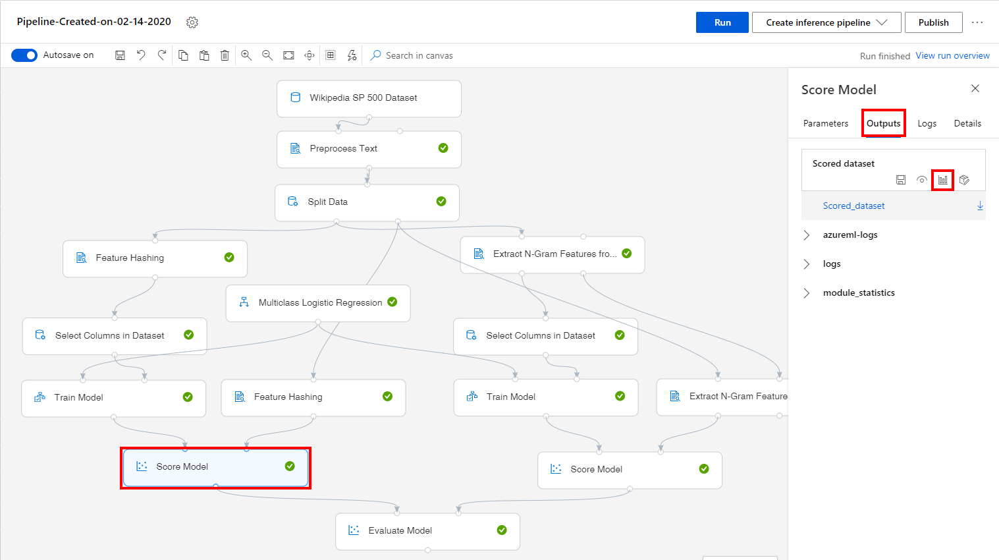 Pipeline-Created-on-02-14-2020
Run
Create inference pipeline
Publish
Autosave on
Search in canvas
Run finished View run overview
Wikipedia SP 500 Dataset
Preprocess Text
Split Data
Feature Hashing
Extract N-Gram Features fro...
Multiclass Logistic Regression
Select Columns in Dataset
Select Columns in Dataset
Train Model
Feature Hashing
Train Model
Extract N-Gram Feature
Score Model
Score Model
Evaluate Model
Score Model
Parameters
Outputs
Logs
Details
Scored dataset
Scored_dataset
azureml-logs
logs
module_statistics